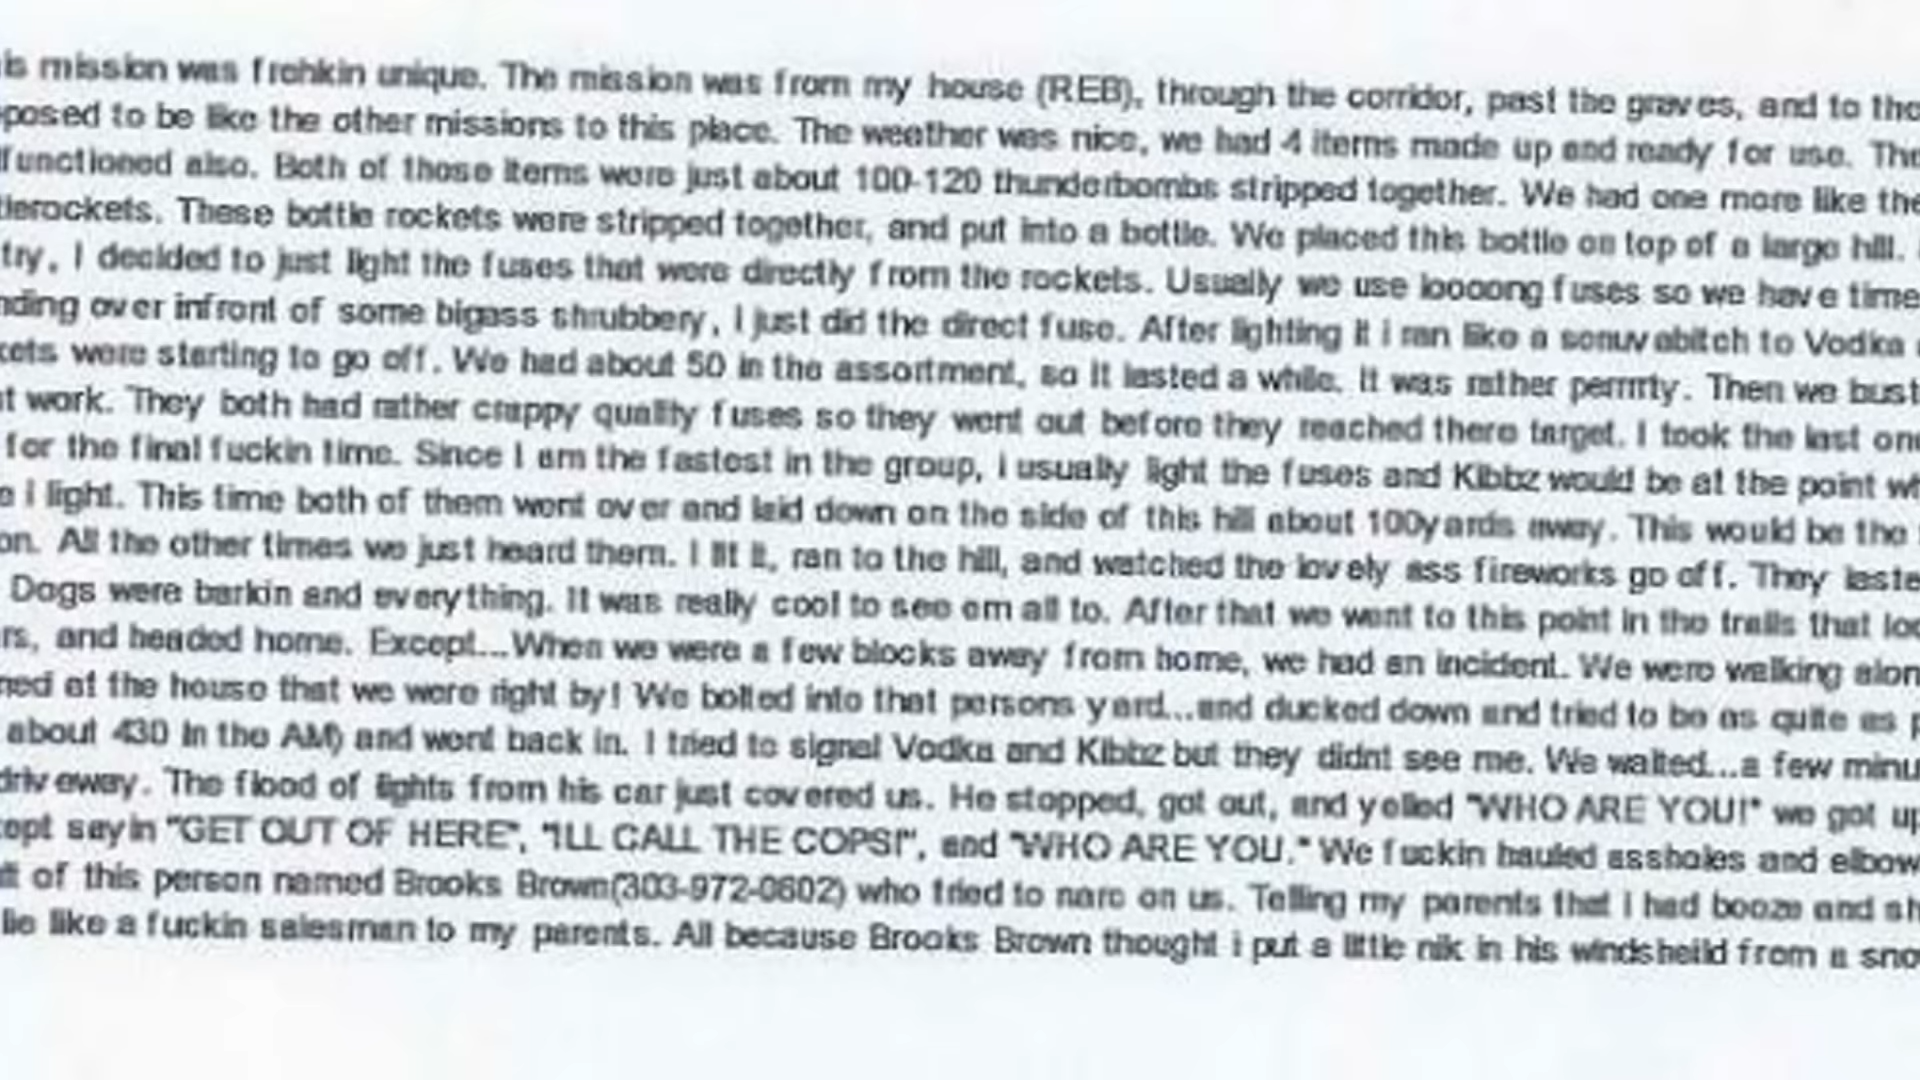 is mission was frehkin unique. The mission was from my house (REB), through the corridor, past the graves, and to the
posed to be like the other missions to this place. The weather was nice, we had 4 items made up and ready for use. The
functioned also. Both of those items were just about 100-120 thunderbombs stripped together. We had one more like the
tlerockets. These bottle rockets were stripped together, and put into a bottle. We placed this bottle on top of a large hill.
try, I decided to just light the fuses that were directly from the rockets. Usually we use loooong fuses so we have time
nding over infront of some bigass shrubbery, I just did the direct fuse. After lighting it i ran like a sonuvabitch to Vodka
kets were starting to go off. We had about 50 in the assortment, so it lasted a while. It was rather perrrty. Then we bust
t work. They both had rather crappy quality fuses so they went out before they reached there target. I took the last one
for the final fuckin time. Since I am the fastest in the group, i usually light the fuses and Kibbz would be at the point wh
e i light. This time both of them went over and laid down on the side of this hill about 100yards away. This would be the
on. All the other times we just heard them. I lit it, ran to the hill, and watched the lovely ass fireworks go off. They laste
Dogs were barkin and everything. It was really cool to see em all to. After that we went to this point in the trails that loo
rs, and headed home. Except...When we were a few blocks away from home, we had an incident. We were walking alon
ned at the house that we were right by! We bolted into that persons yard...and ducked down and tried to be as quite as p
about 430 in the AM) and went back in. I tried to signal Vodka and Kibbz but they didnt see me. We waited...a few minu
driveaway. The flood of lights from his car just covered us. He stopped, got out, and yelled "WHO ARE YOU!" we got up
ept sayin "GET OUT OF HERE", "ILL CALL THE COPS!", and "WHO ARE YOU." We fuckin hauled assholes and elbow
of this person named Brooks Brown(303-972-0602) who tried to narc on us. Telling my parents that i had booze and sh
lie like a fuckin salesman to my parents. All because Brooks Brown thought i put a little nik in his windsheild from a sno